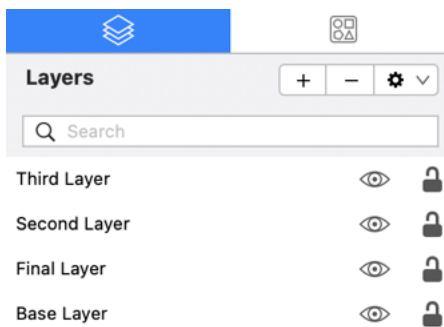 Layers
Search
Third Layer
Second Layer
Final Layer
Base Layer